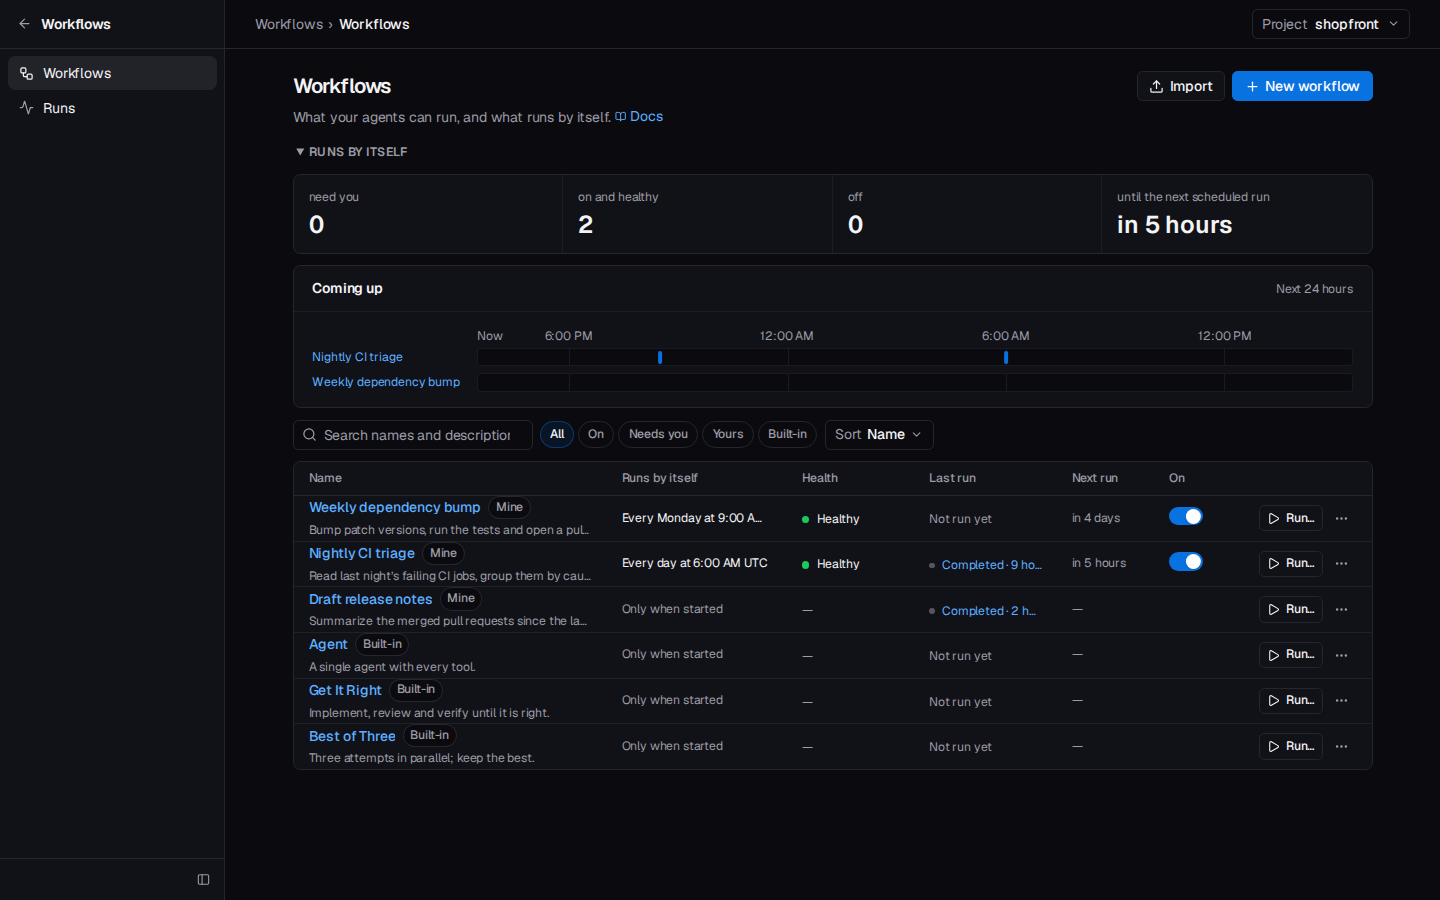 Workflows
Workflows › Workflows
Project shopfront
Workflows
Runs
Workflows
Import
New workflow
What your agents can run, and what runs by itself. Docs
RUNS BY ITSELF
need you
0
on and healthy
2
off
0
until the next scheduled run
in 5 hours
Coming up
Next 24 hours
Now 6:00 PM 12:00 AM 6:00 AM 12:00 PM
Nightly CI triage
Weekly dependency bump
Search names and description
All
On
Needs you
Yours
Built-in
Sort Name
Name Runs by itself Health Last run Next run On
Weekly dependency bump Mine
Bump patch versions, run the tests and open a pul...
Every Monday at 9:00 A...
Healthy
Not run yet
in 4 days
Run...
Nightly CI triage Mine
Read last night's failing CI jobs, group them by cau...
Every day at 6:00 AM UTC
Healthy
Completed · 9 ho...
in 5 hours
Run...
Draft release notes Mine
Summarize the merged pull requests since the la...
Only when started
—
Completed · 2 h...
—
Run...
Agent Built-in
A single agent with every tool.
Only when started
—
Not run yet
—
Run...
Get It Right Built-in
Implement, review and verify until it is right.
Only when started
—
Not run yet
—
Run...
Best of Three Built-in
Three attempts in parallel; keep the best.
Only when started
—
Not run yet
—
Run...